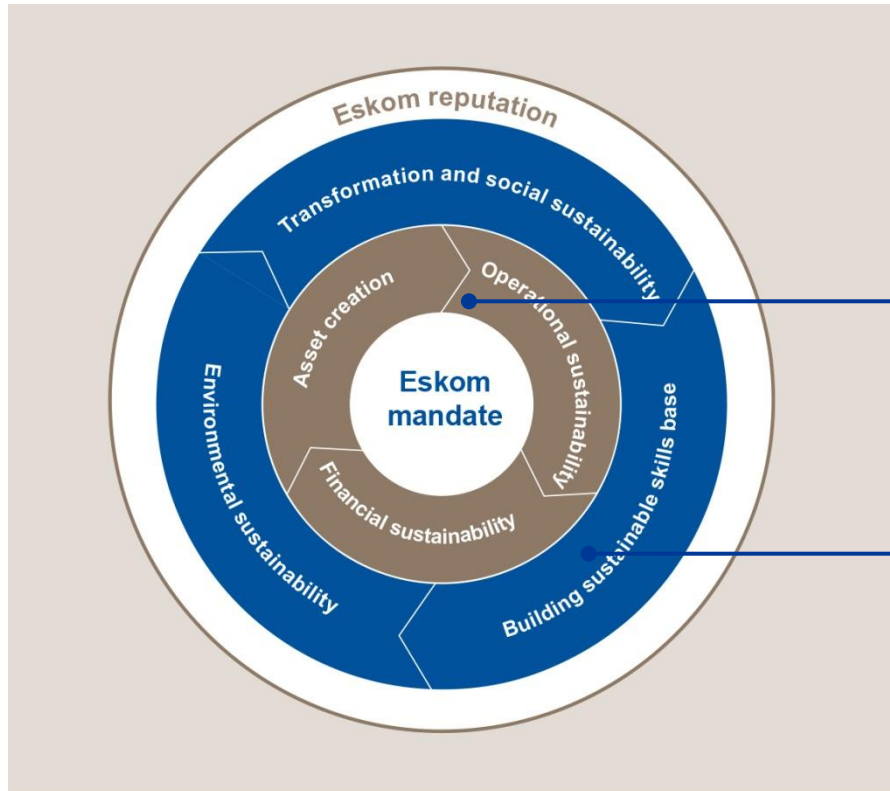 Eskom reputation
Transformation and social sustainability
Operational sustainability
Asset creation
Eskom
mandate
Financial sustainability
Environmental sustainability
Building sustainable skills base